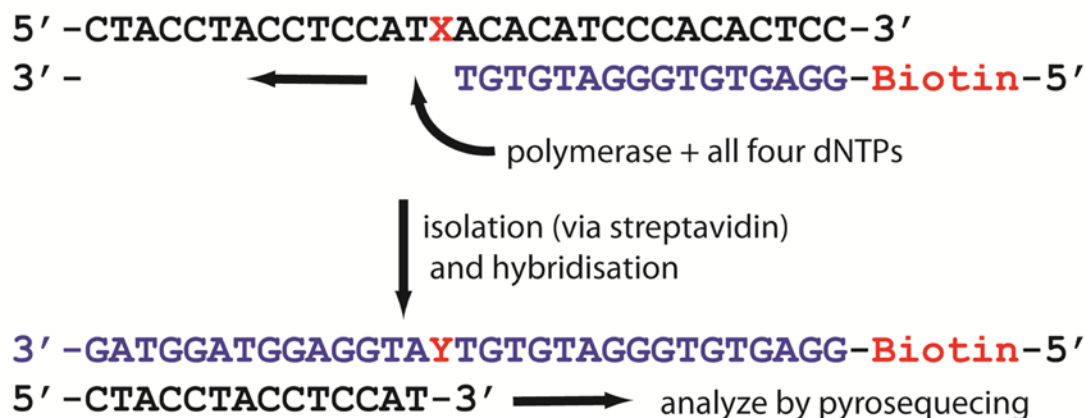 5’-CTACCTACCTCCATXACACATCCCACACTCC-3’
3’- TGTGTAGGGTGTGAGG-Biotin-5’
polymerase + all four dNTPs
isolation (via streptavidin)
and hybridisation
3’-GATGGATGGAGGTAYTGTGTAGGGTGTGAGG-Biotin-5’
5’-CTACCTACCTCCAT-3’ analyze by pyrosequecing